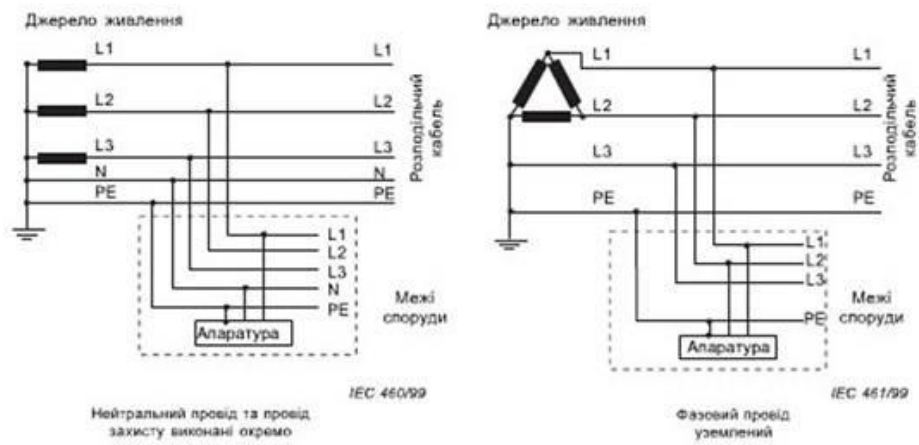 Джерело живлення
L1
L1
L2
L2
L3
L3
N
N
PE
PE
Розподільчий
кабель
L1
L2
L3
N
PE
Апаратура
Межі
споруди
IEC 460/99
Нейтральний провід та провід
захисту виконані окремо
Джерело живлення
L1
L1
L2
L2
L3
L3
PE
PE
Розподільчий
кабель
L1
L2
L3
PE
Апаратура
Межі
споруди
IEC 461/99
Фазовий провід
уземлений